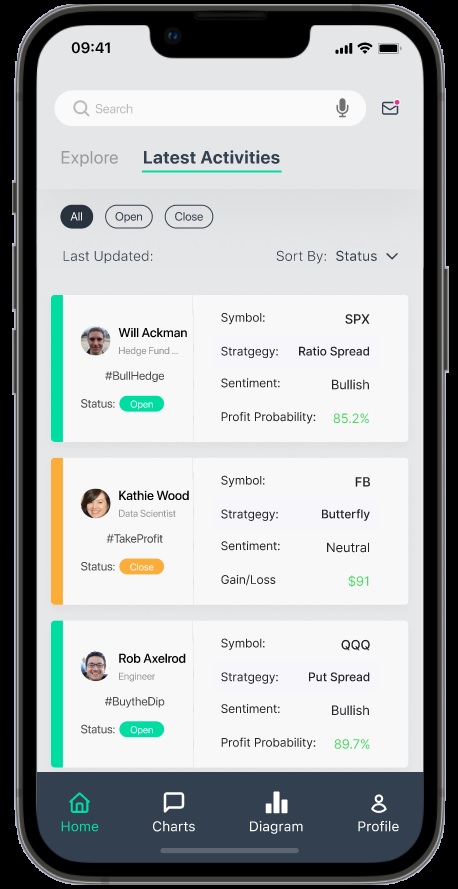 09:41
Search
Explore Latest Activities
All Open Close
Last Updated: Sort By: Status
Will Ackman
Hedge Fund ...
#BullHedge
Status: Open
Symbol: SPX
Stratgegy: Ratio Spread
Sentiment: Bullish
Profit Probability: 85.2%
Kathie Wood
Data Scientist
#TakeProfit
Status: Close
Symbol: FB
Stratgegy: Butterfly
Sentiment: Neutral
Gain/Loss $91
Rob Axelrod
Engineer
#BuytheDip
Status: Open
Symbol: QQQ
Stratgegy: Put Spread
Sentiment: Bullish
Profit Probability: 89.7%
Home Charts Diagram Profile